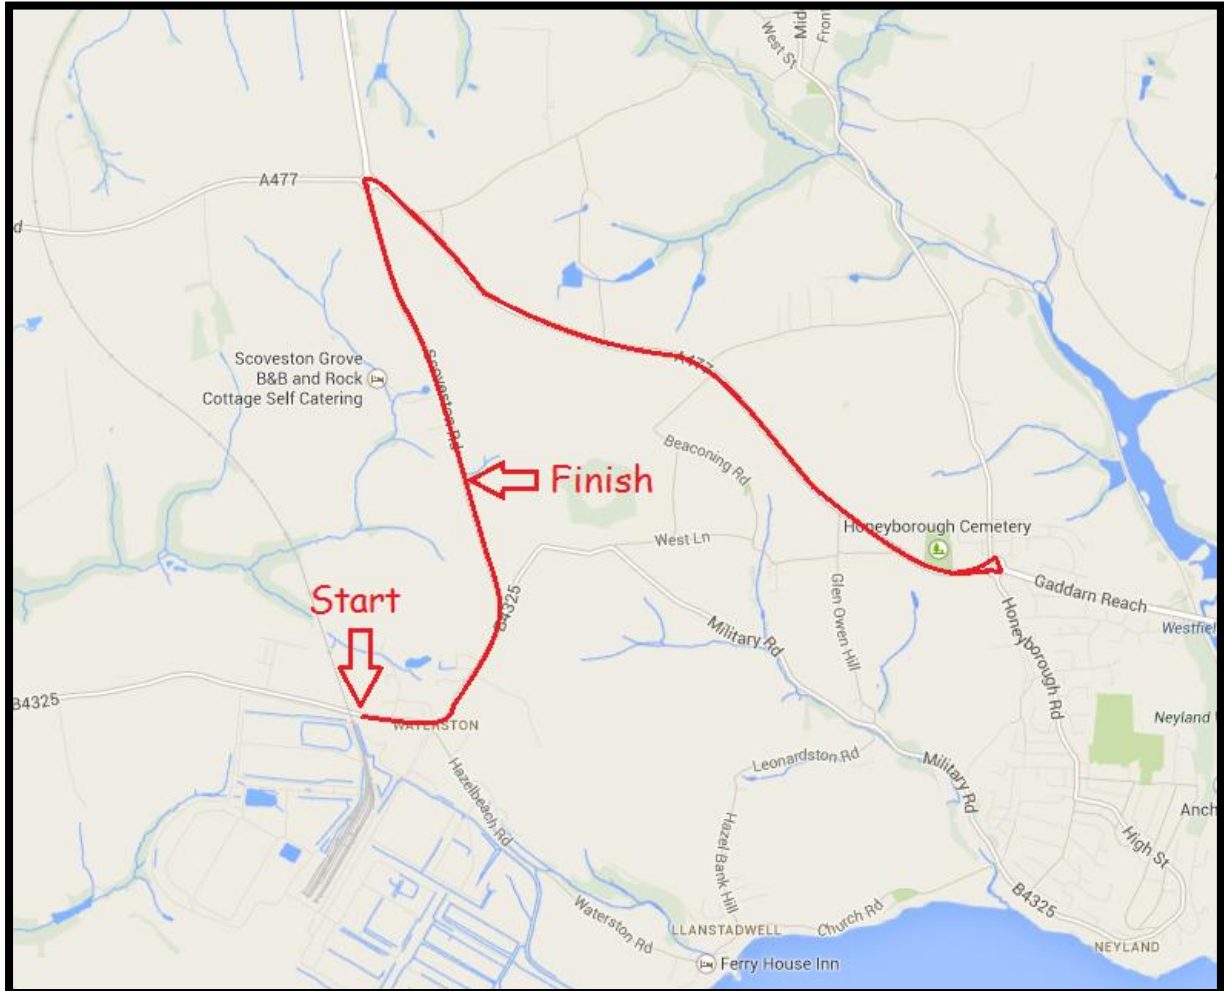 Mid
Fron
West St
A477
d
Scoveston Grove
B&B and Rock
Cottage Self Catering
Scoveston Rd
A477
Beaconing Rd
Finish
Honeyborough Cemetery
West Ln
Gaddarn Reach
Start
B4325
Glen Owen Hill
Military Rd
Honeyborough Rd
Westfiel
B4325
WATERSTON
Neyland
Leonardston Rd
Hazelbeach Rd
Military Rd
Anch
Hazel Bank Hill
High St
Waterston Rd
Church Rd
B4325
LLANSTADWELL
NEYLAND
Ferry House Inn